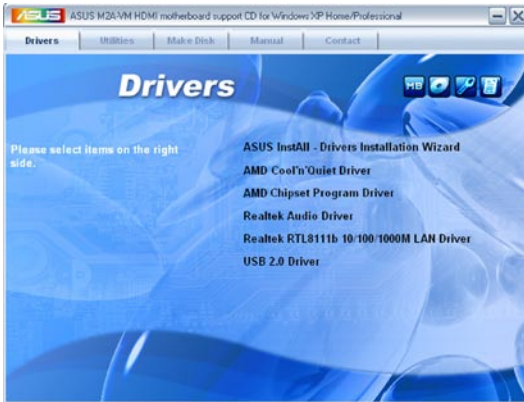 ASUS ASUS M2A-VM HDMI motherboard support CD for Windows XP Home/Professional
Drivers Utilities Make Disk Manual Contact
Drivers
MB
Please select items on the right
side.
ASUS InstAll - Drivers Installation Wizard
AMD Cool'n'Quiet Driver
AMD Chipset Program Driver
Realtek Audio Driver
Realtek RTL8111b 10/100/1000M LAN Driver
USB 2.0 Driver